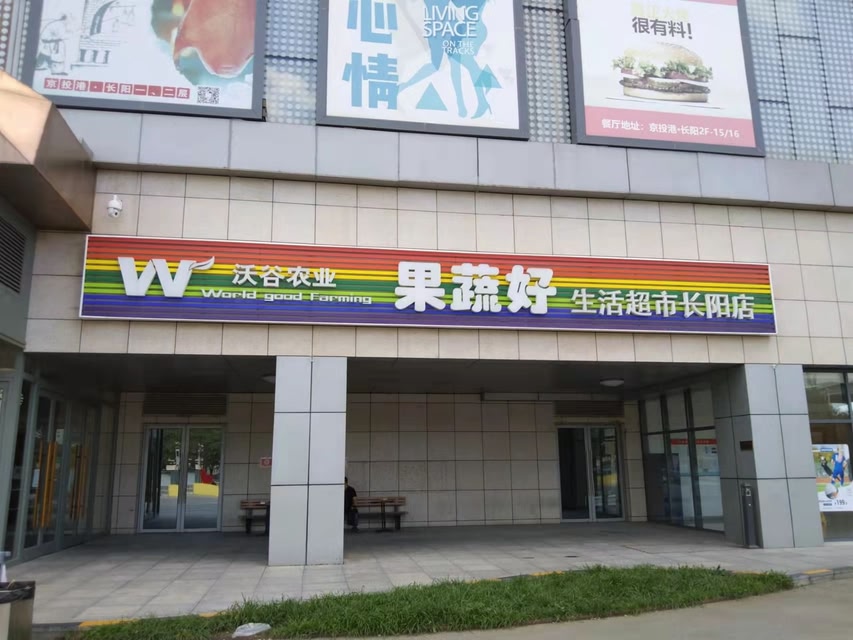 心
情
LIVING
SPACE
ON THE
TRACKS
很有料!
京投港·长阳一、二层
餐厅地址：京投港·长阳2F-15/16
W 沃谷农业
World good Farming
果蔬好
生活超市长阳店